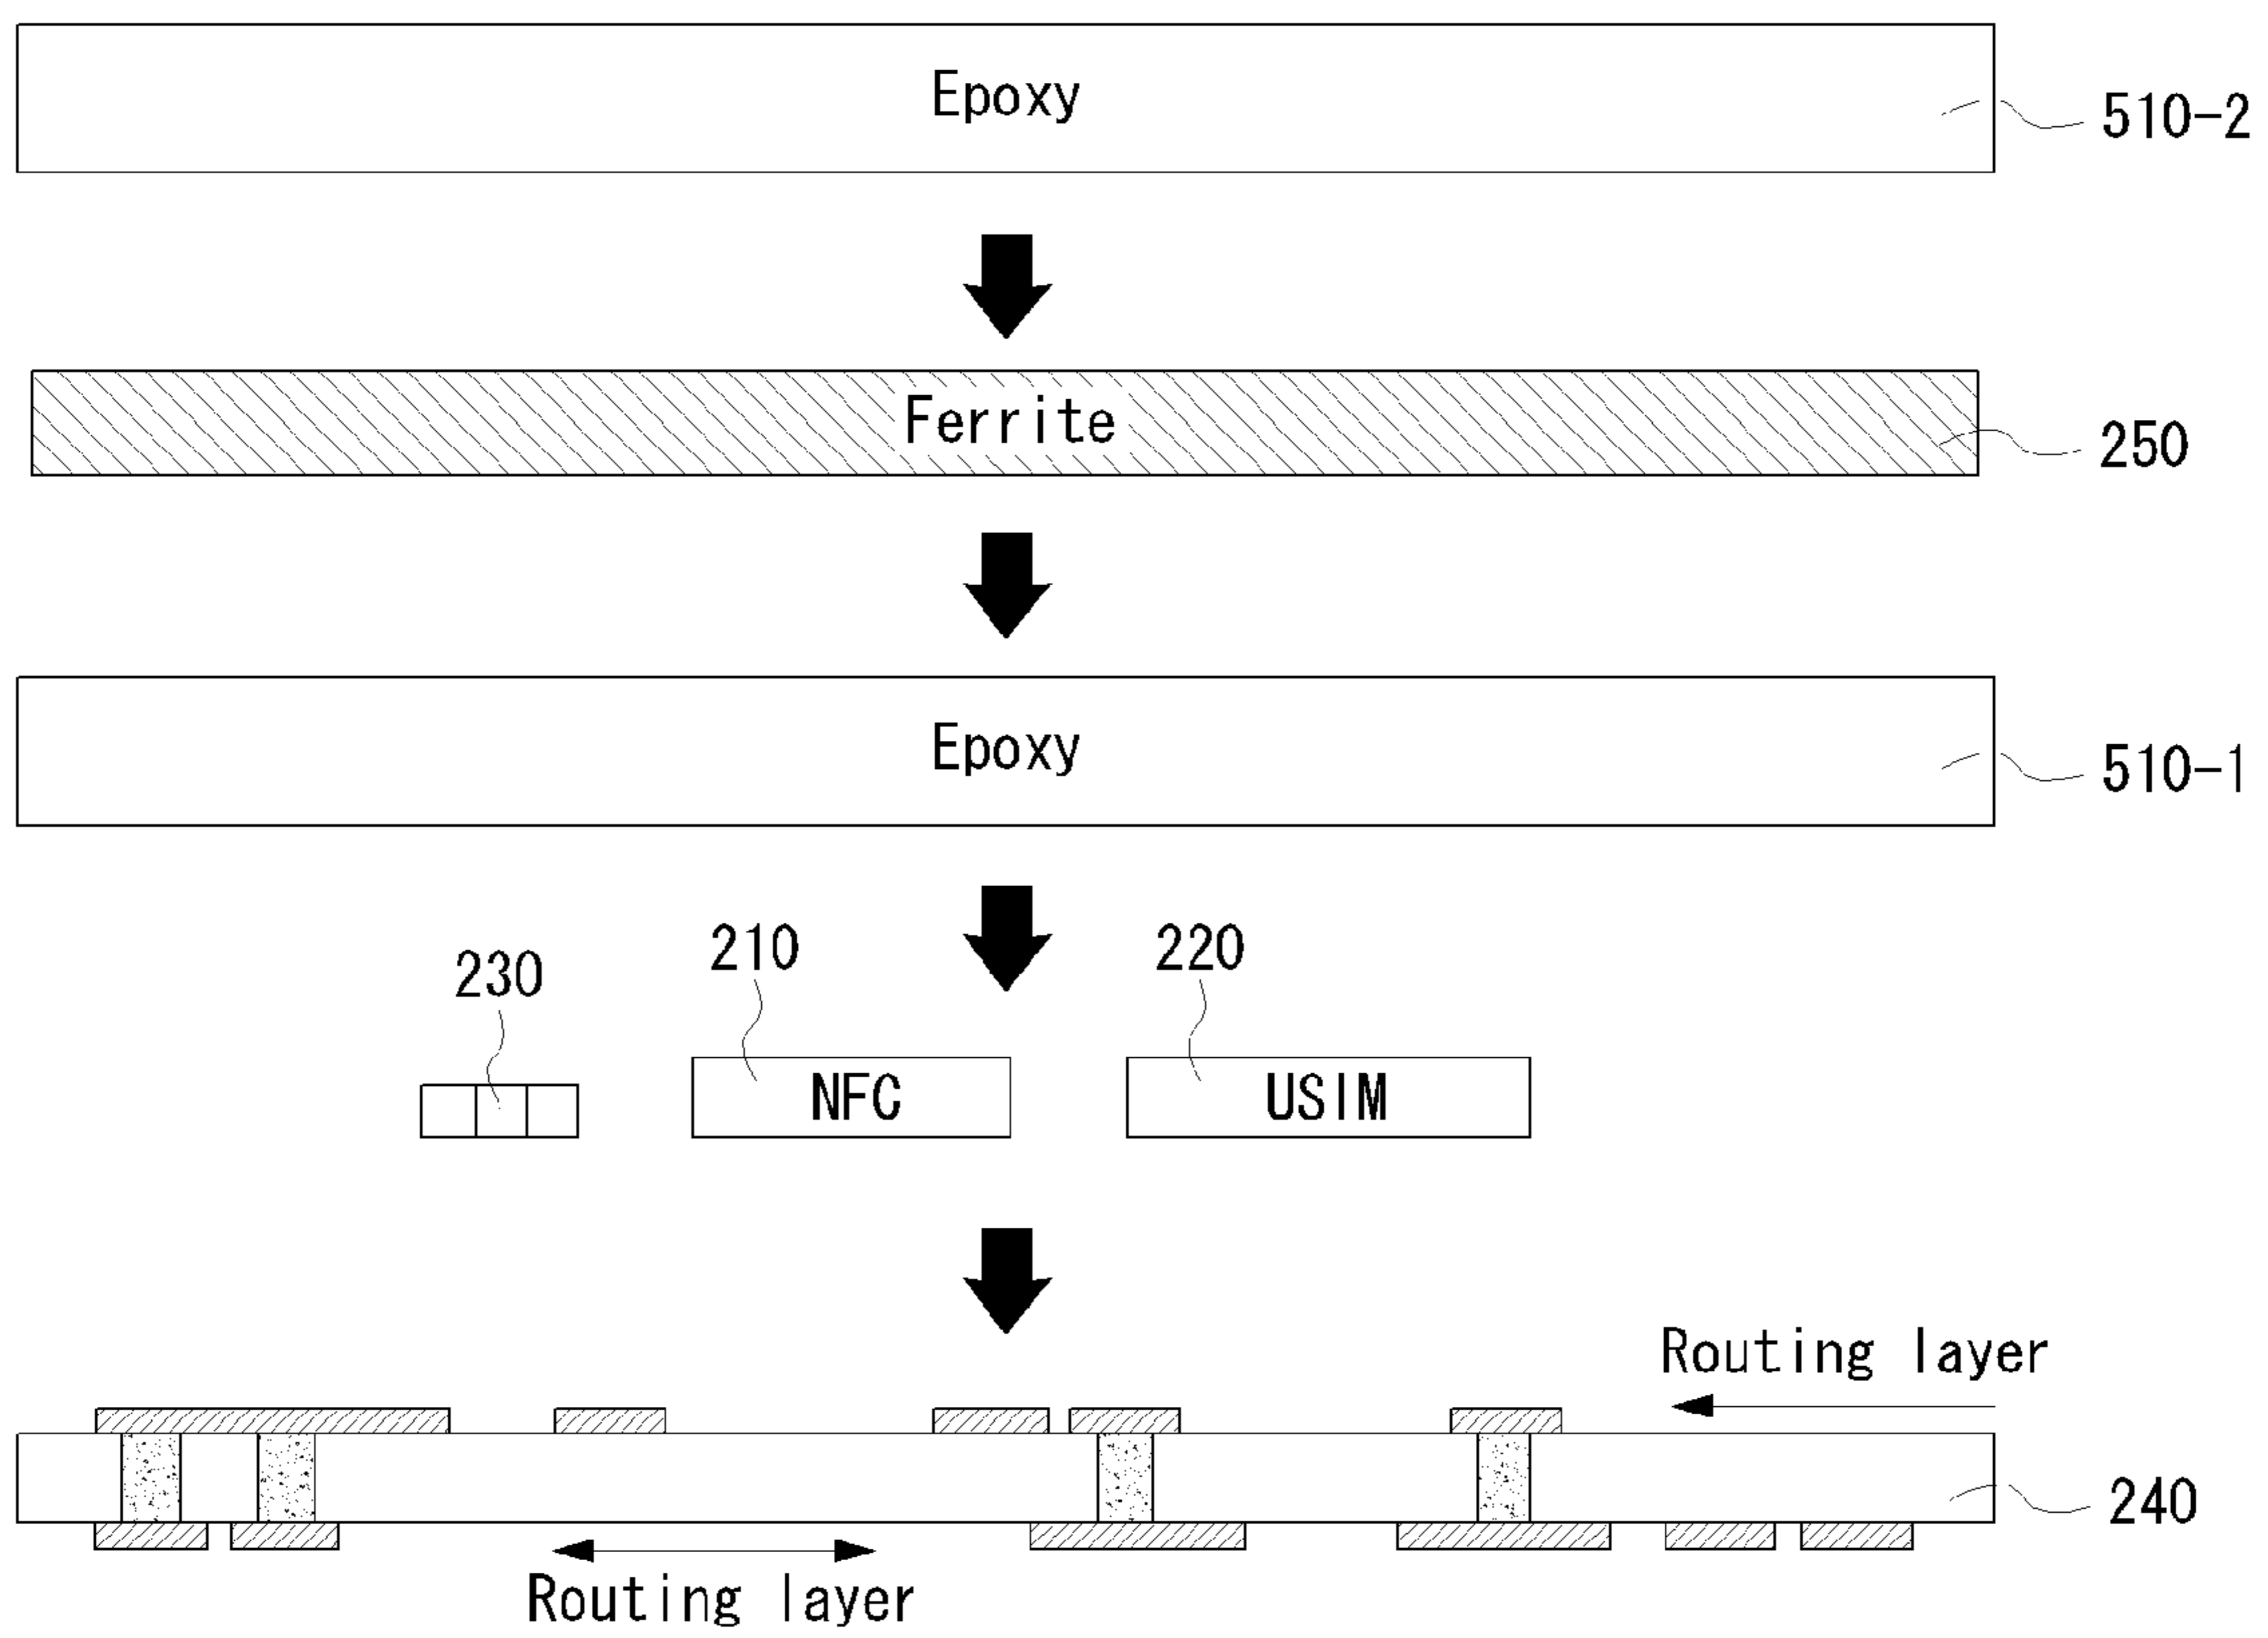 Epoxy
510-2
Ferrite
250
Epoxy
510-1
230
210
220
NFC
USIM
Routing layer
240
Routing layer